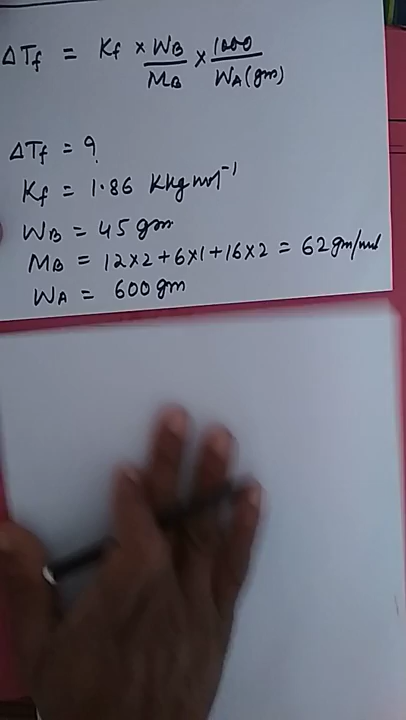 ΔTf = Kf × WB/MB × 1000/WA(gm)
ΔTf = ?
Kf = 1.86 K kg mol⁻¹
WB = 45 gm
MB = 12×2+6×1+16×2 = 62 gm/mol
WA = 600 gm